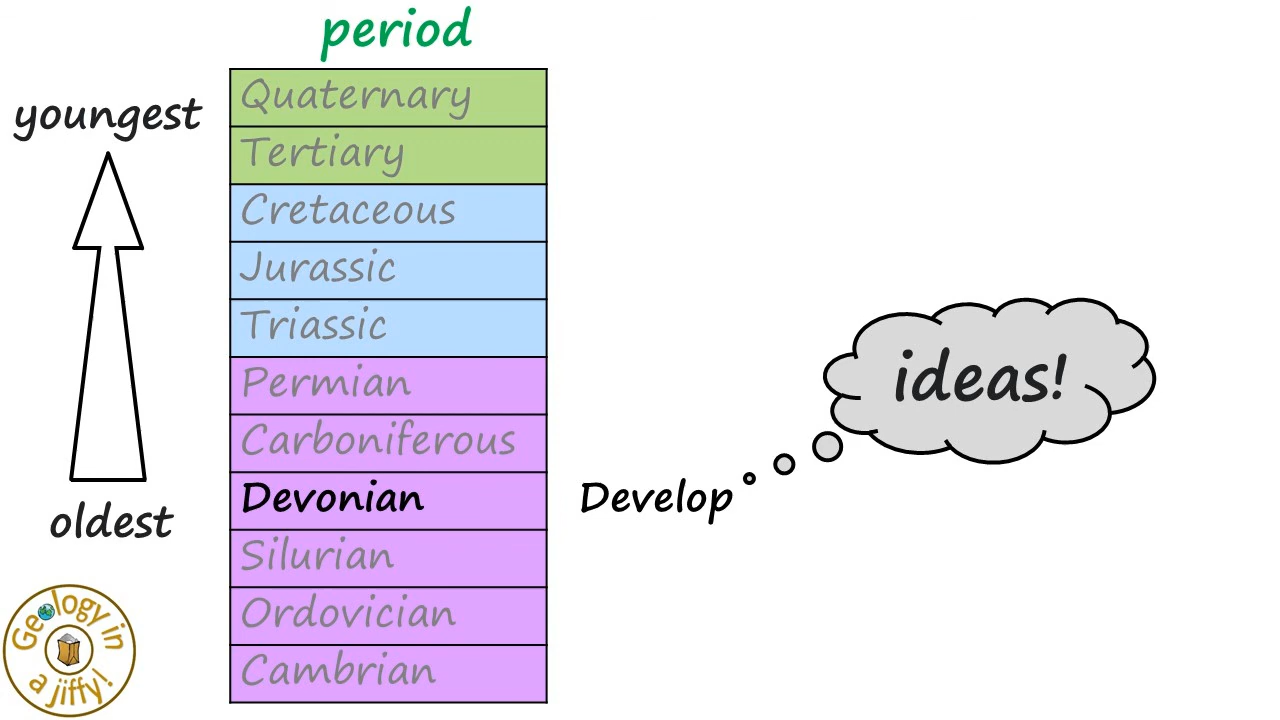 period
youngest
Quaternary
Tertiary
Cretaceous
Jurassic
Triassic
Permian
Carboniferous
Devonian
Silurian
Ordovician
Cambrian
oldest
Develop
ideas!
Geology in
a jiffy!